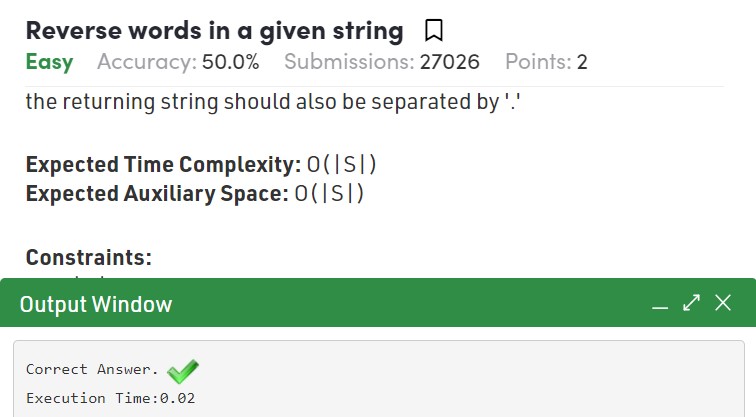 Reverse words in a given string
Easy Accuracy: 50.0% Submissions: 27026 Points: 2
the returning string should also be separated by '.'
Expected Time Complexity: O(|S|)
Expected Auxiliary Space: O(|S|)
Constraints:
Output Window
Correct Answer.
Execution Time:0.02